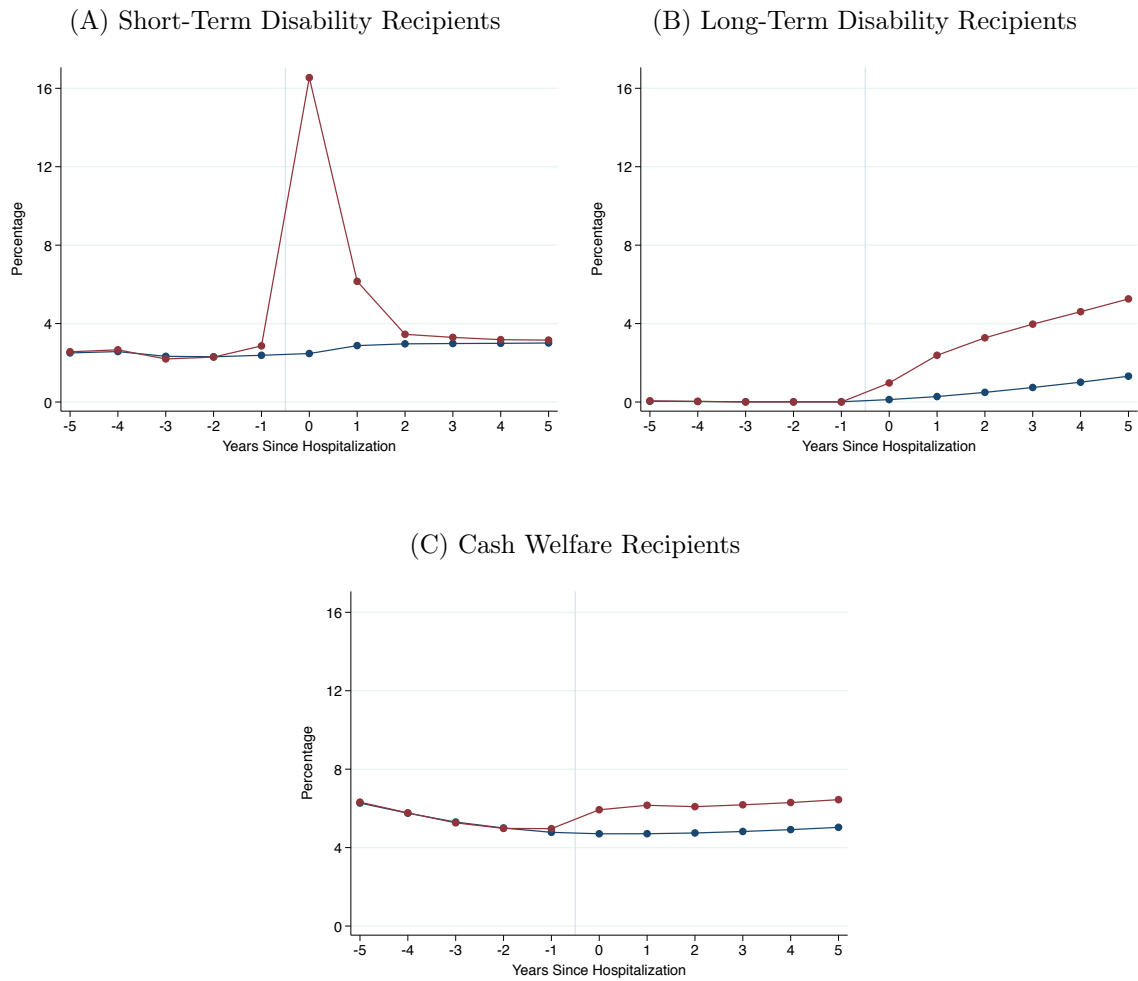 (A) Short-Term Disability Recipients
16
12
8
4
0
Percentage
-5 -4 -3 -2 -1 0 1 2 3 4 5
Years Since Hospitalization
(B) Long-Term Disability Recipients
16
12
8
4
0
Percentage
-5 -4 -3 -2 -1 0 1 2 3 4 5
Years Since Hospitalization
(C) Cash Welfare Recipients
16
12
8
4
0
Percentage
-5 -4 -3 -2 -1 0 1 2 3 4 5
Years Since Hospitalization